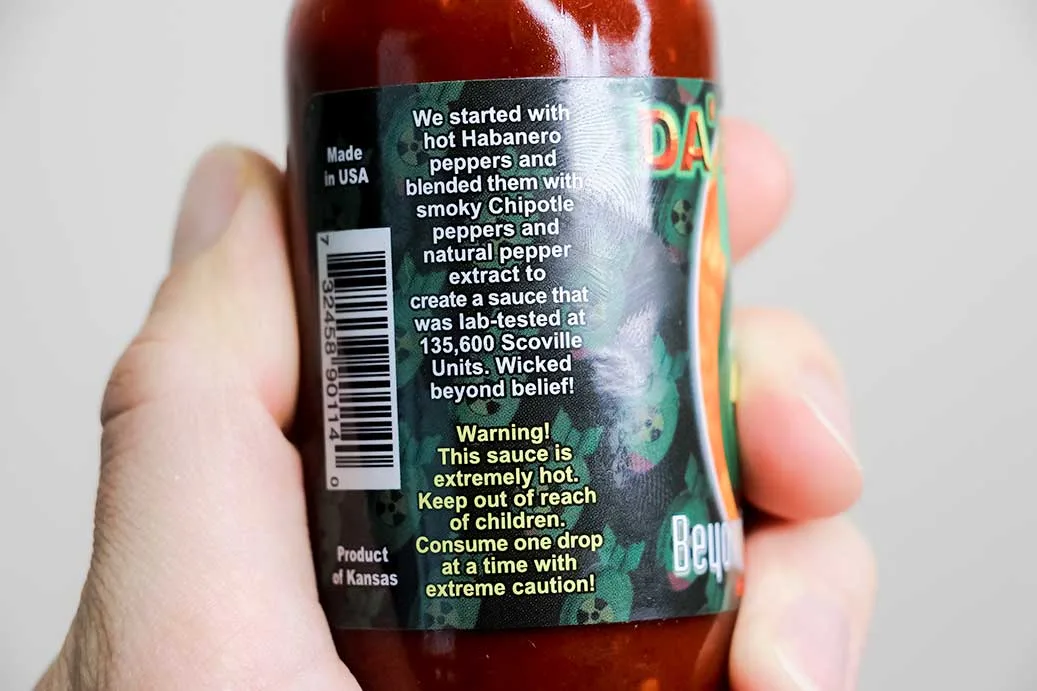 Made
in USA
7 32458 90114 0
Product
of Kansas
We started with
hot Habanero
peppers and
blended them with
smoky Chipotle
peppers and
natural pepper
extract to
create a sauce that
was lab-tested at
135,600 Scoville
Units. Wicked
beyond belief!
Warning!
This sauce is
extremely hot.
Keep out of reach
of children.
Consume one drop
at a time with
extreme caution!